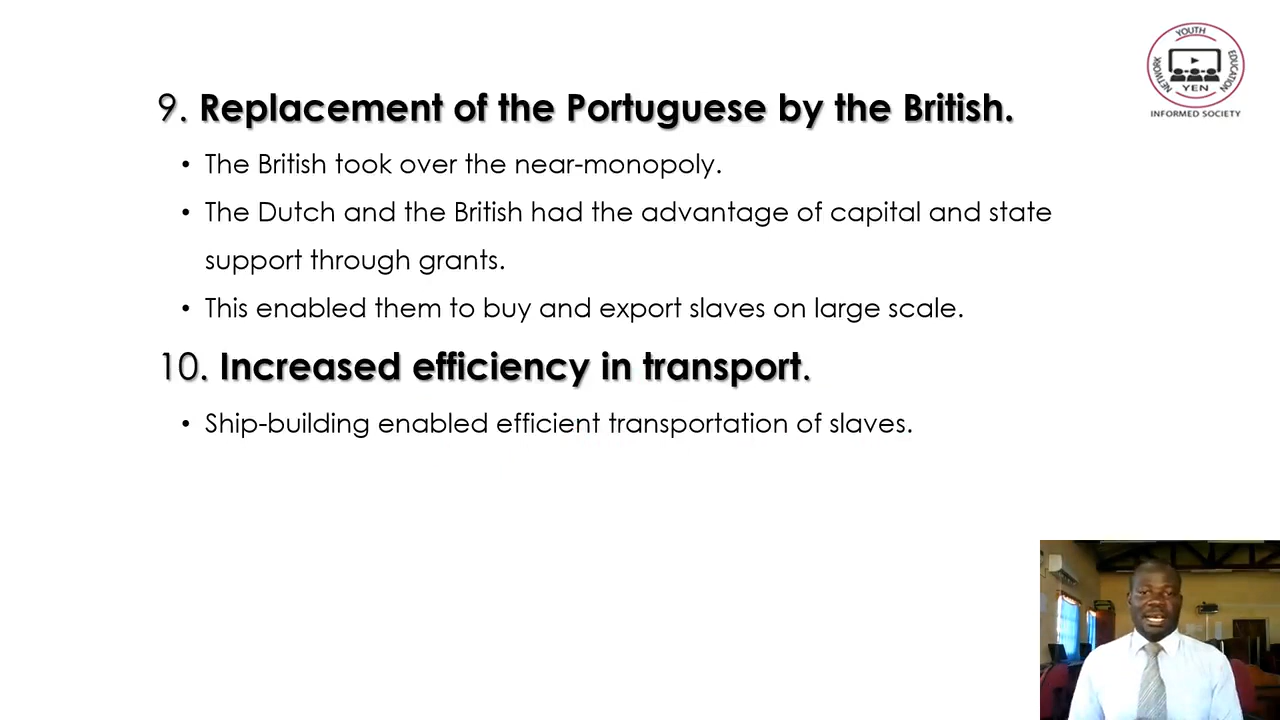 YOUTH
EDUCATION
NETWORK
YEN
INFORMED SOCIETY
9. Replacement of the Portuguese by the British.
• The British took over the near-monopoly.
• The Dutch and the British had the advantage of capital and state
support through grants.
• This enabled them to buy and export slaves on large scale.
10. Increased efficiency in transport.
• Ship-building enabled efficient transportation of slaves.